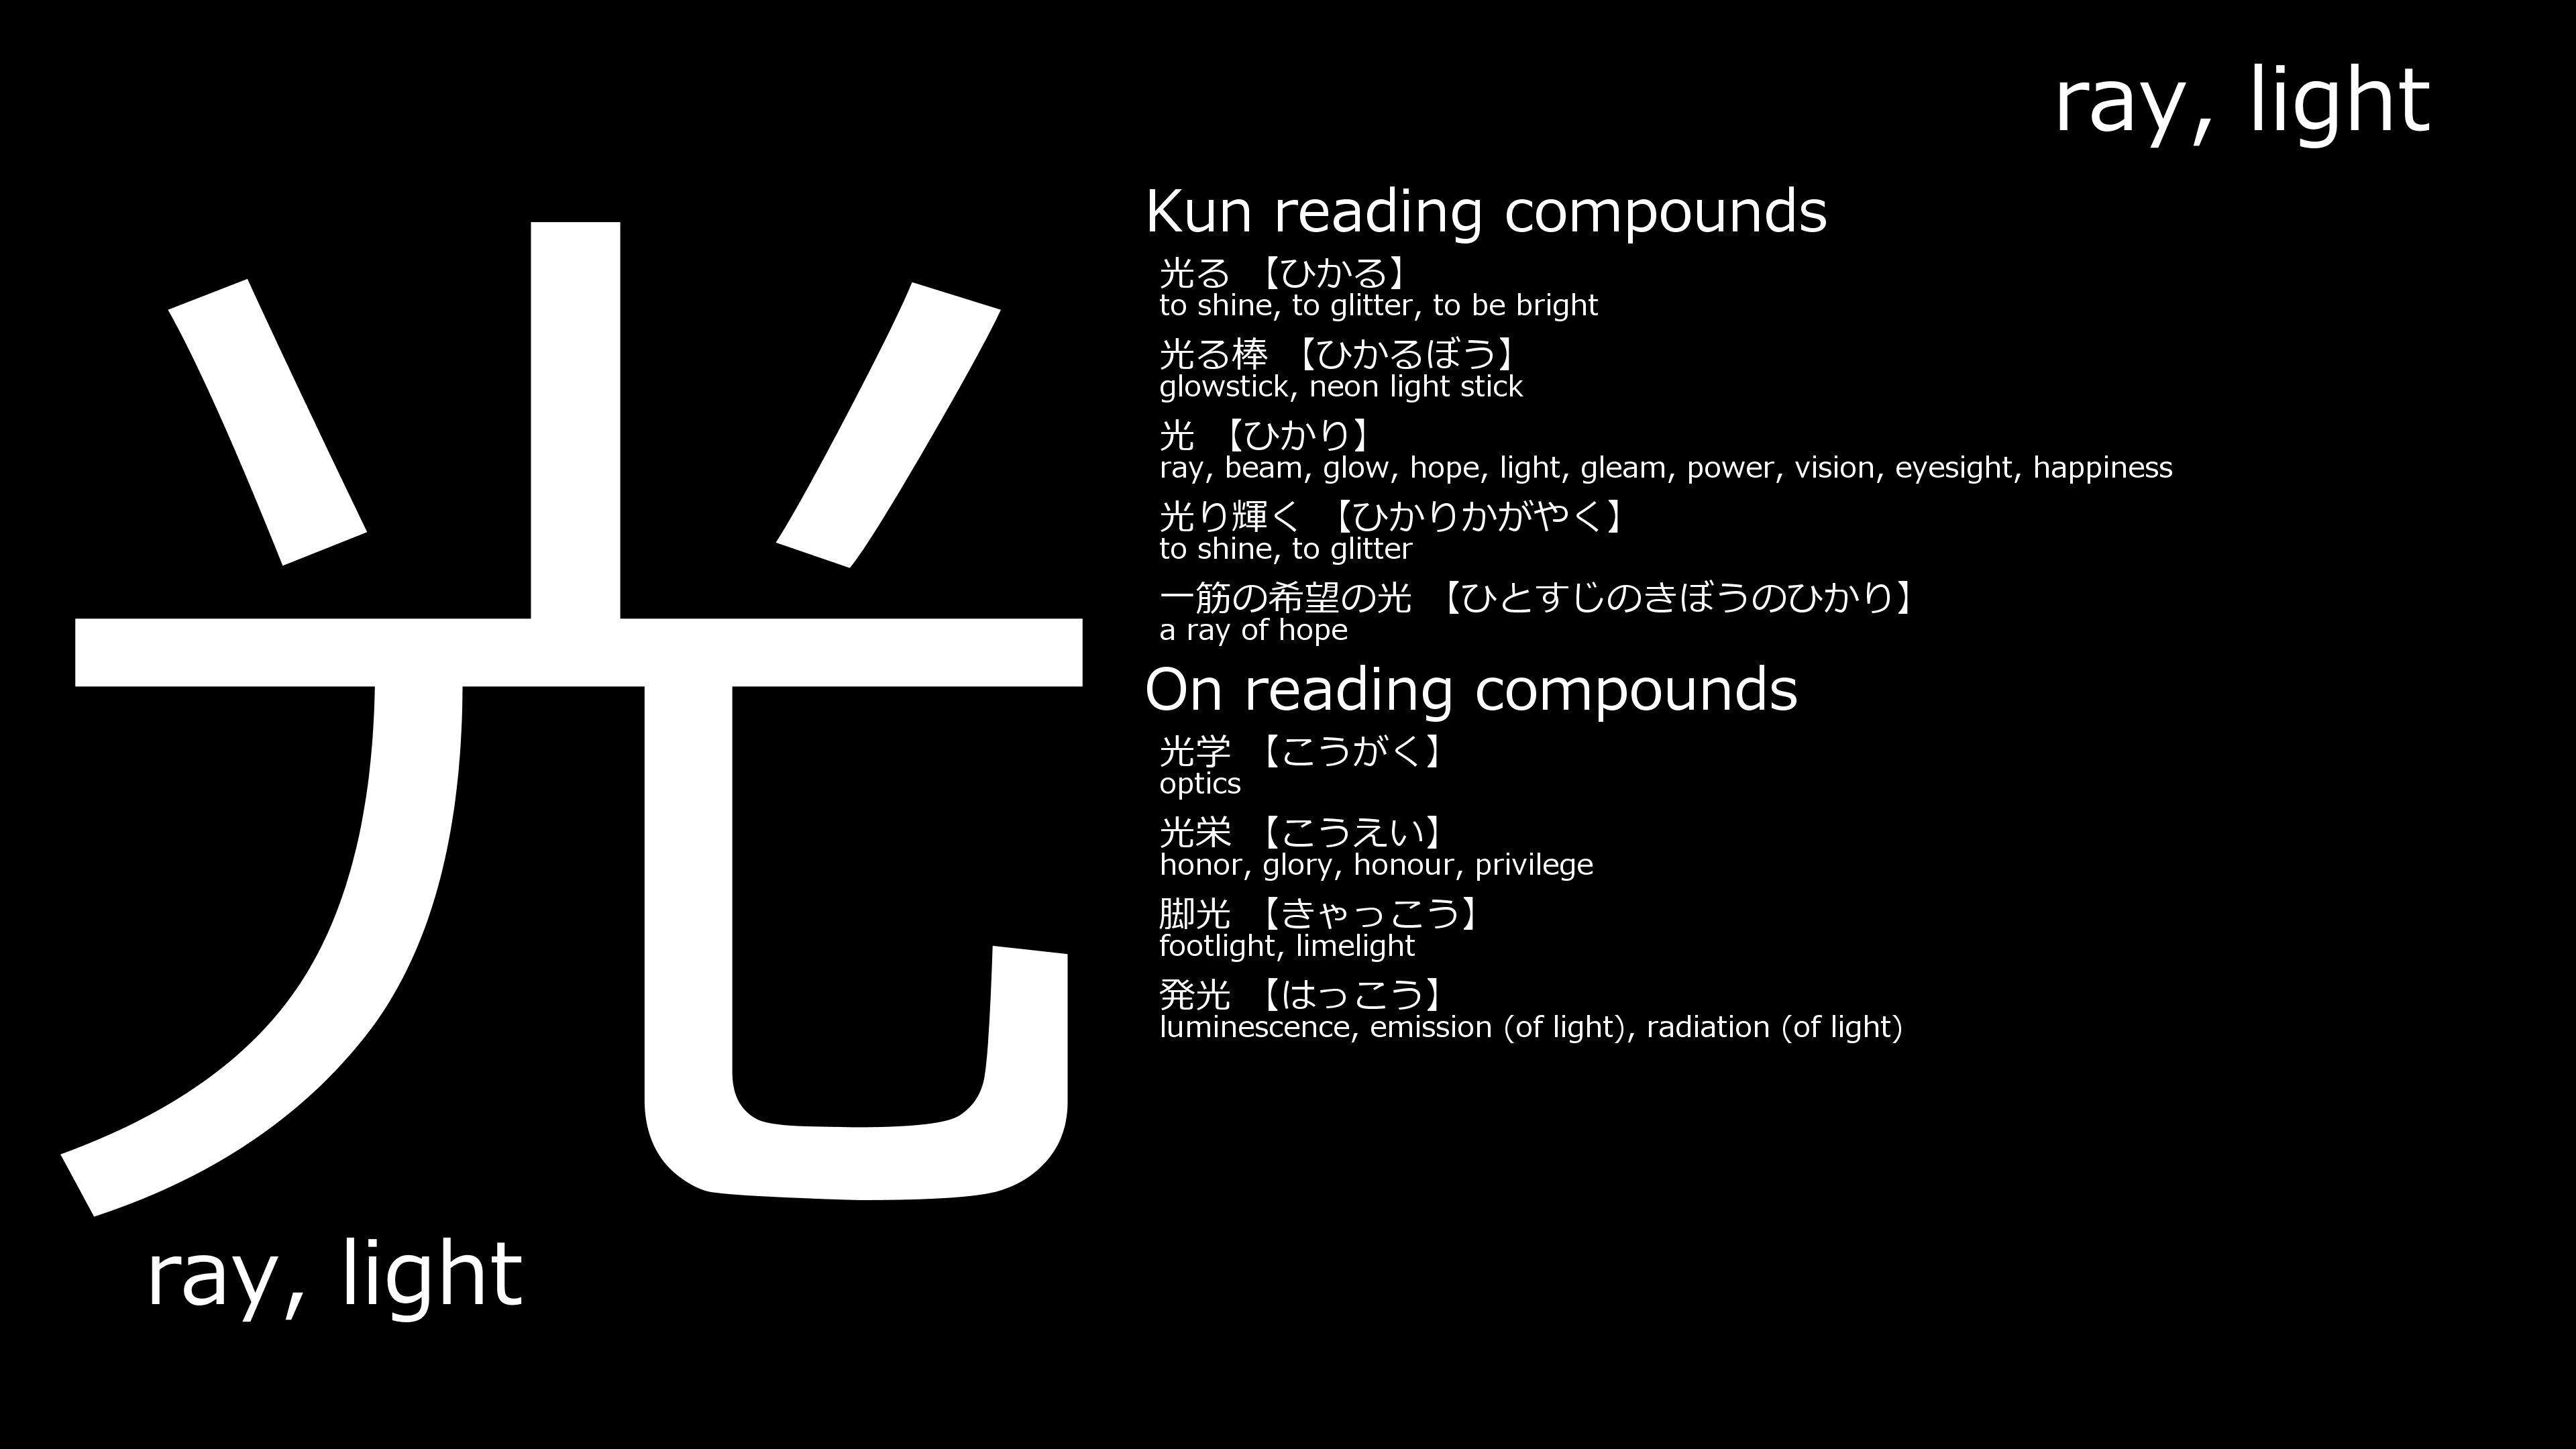 ray, light
光
ray, light
Kun reading compounds
光る 【ひかる】
to shine, to glitter, to be bright
光る棒 【ひかるぼう】
glowstick, neon light stick
光 【ひかり】
ray, beam, glow, hope, light, gleam, power, vision, eyesight, happiness
光り輝く 【ひかりかがやく】
to shine, to glitter
一筋の希望の光 【ひとすじのきぼうのひかり】
a ray of hope
On reading compounds
光学 【こうがく】
optics
光栄 【こうえい】
honor, glory, honour, privilege
脚光 【きゃっこう】
footlight, limelight
発光 【はっこう】
luminescence, emission (of light), radiation (of light)